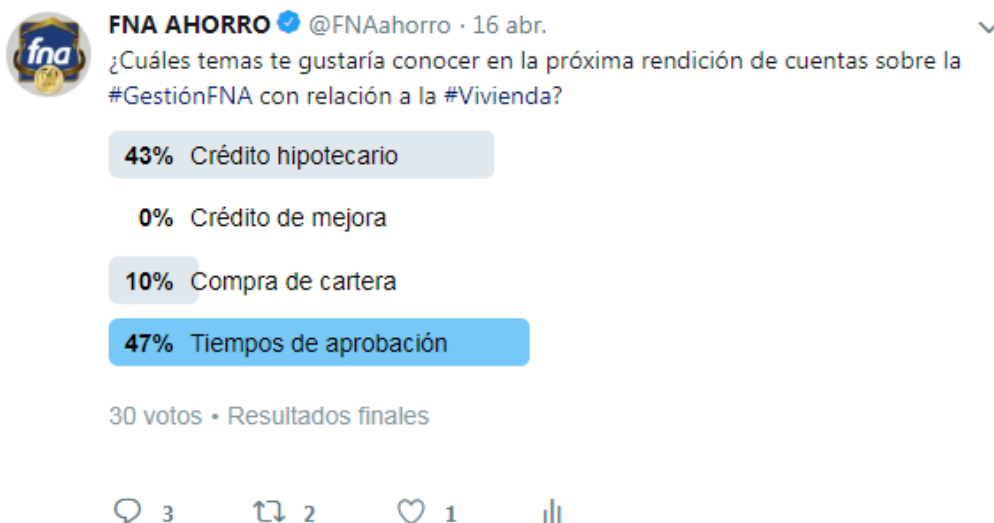 FNA AHORRO @FNAahorro · 16 abr.
fna
¿Cuáles temas te gustaría conocer en la próxima rendición de cuentas sobre la
#GestiónFNA con relación a la #Vivienda?
43% Crédito hipotecario
0% Crédito de mejora
10% Compra de cartera
47% Tiempos de aprobación
30 votos • Resultados finales
3 2 1